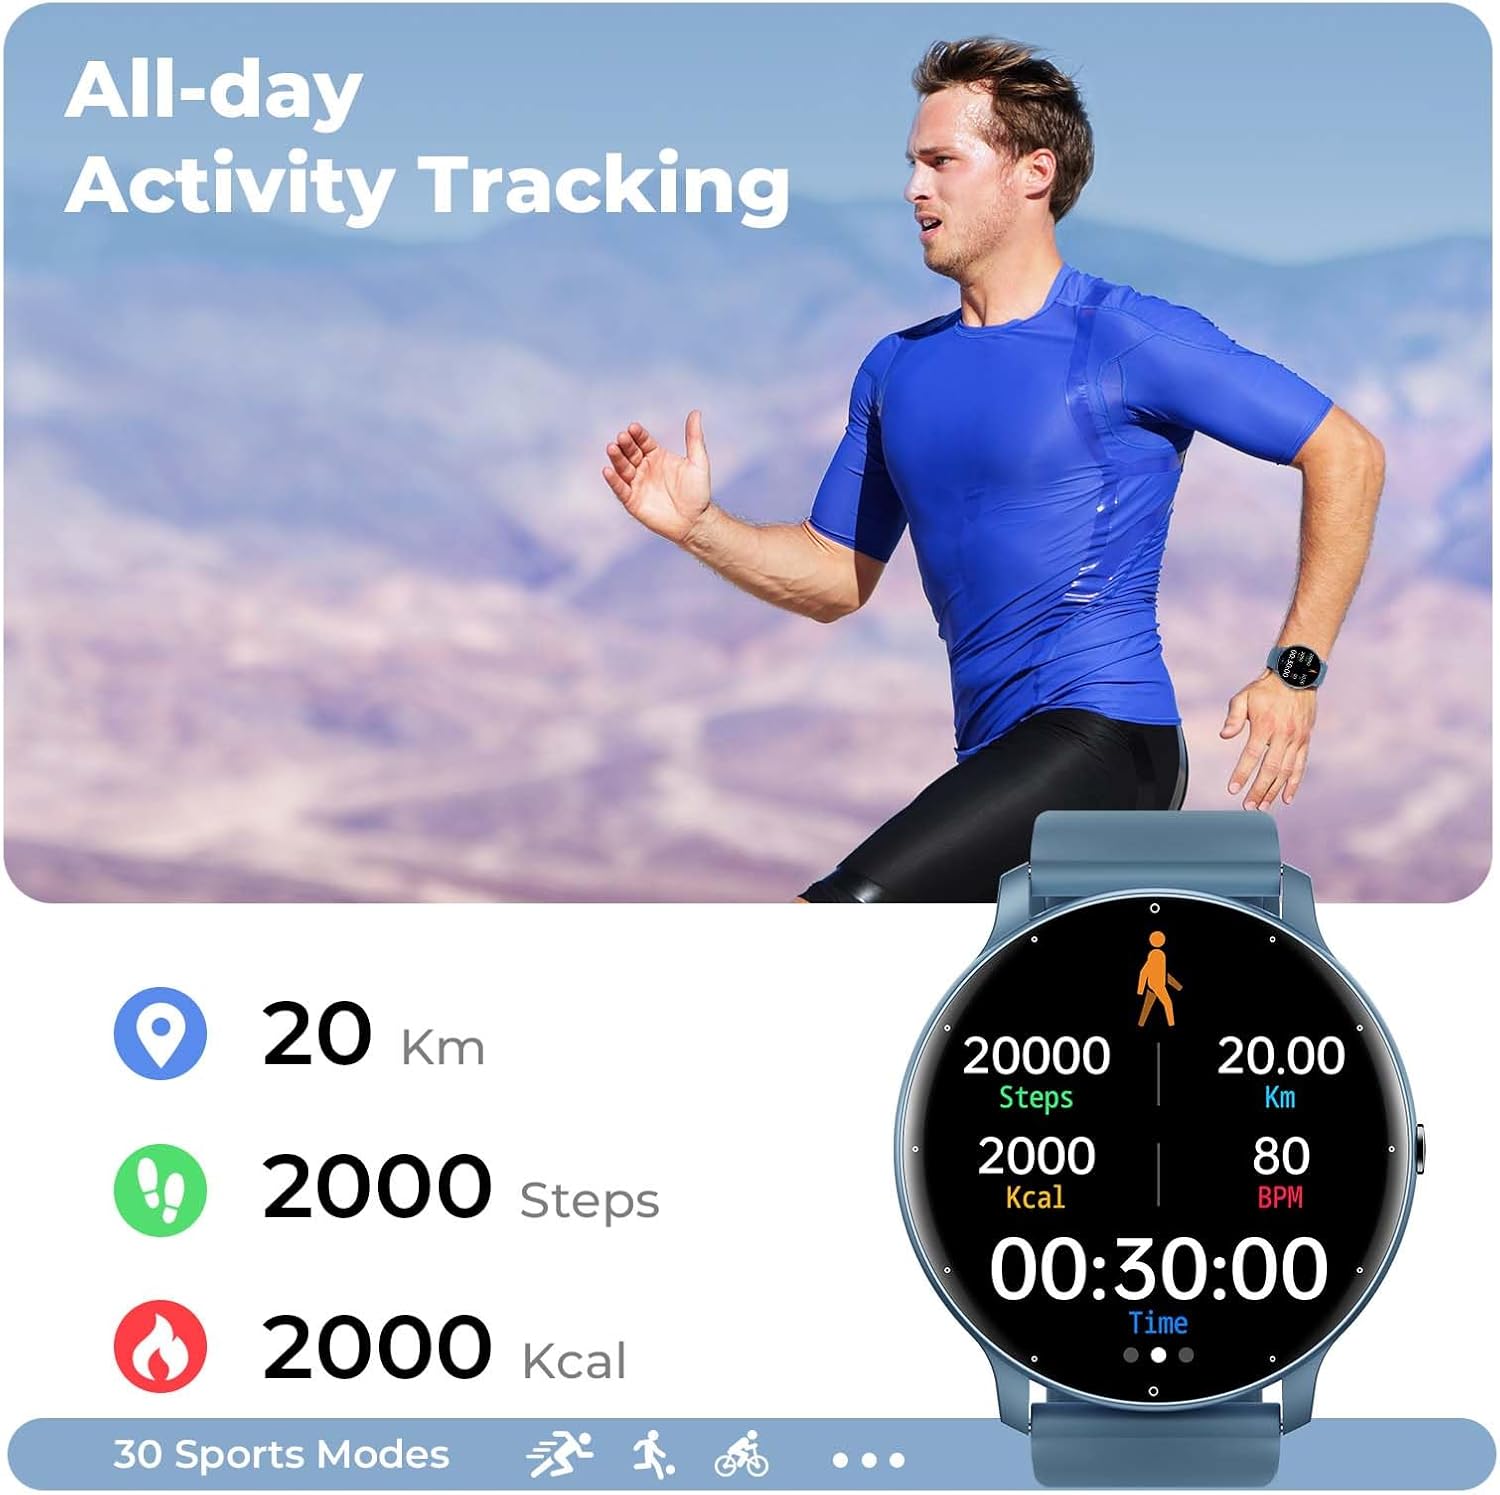 All-day
Activity Tracking
20 Km
2000 Steps
2000 Kcal
20000
Steps
20.00
Km
2000
Kcal
80
BPM
00:30:00
Time
30 Sports Modes